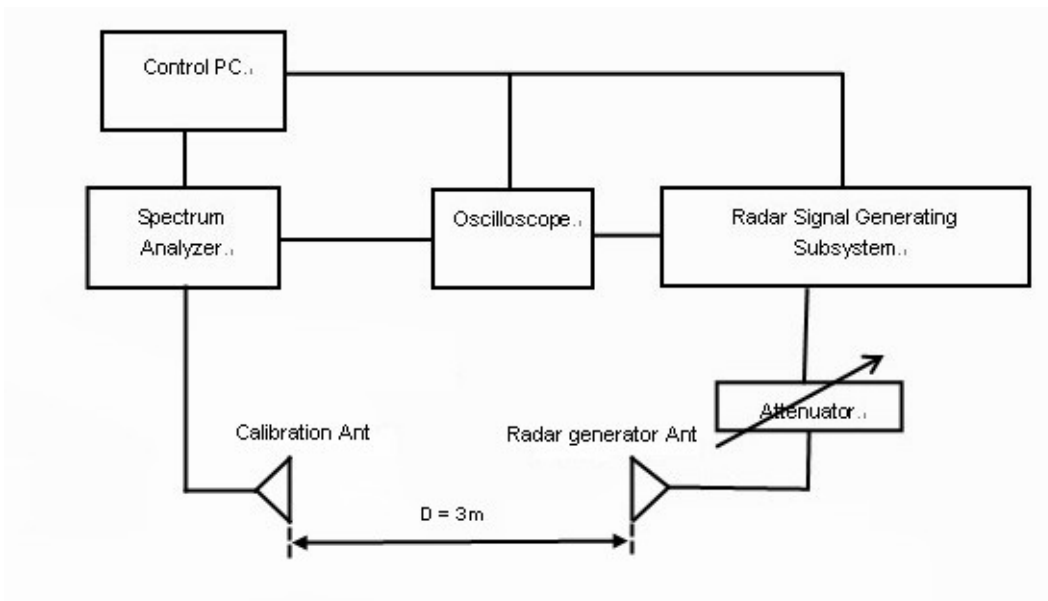 Control PC.
Spectrum
Analyzer.
Oscilloscope.
Radar Signal Generating
Subsystem.
Attenuator.
Calibration Ant
Radar generator Ant
D = 3m